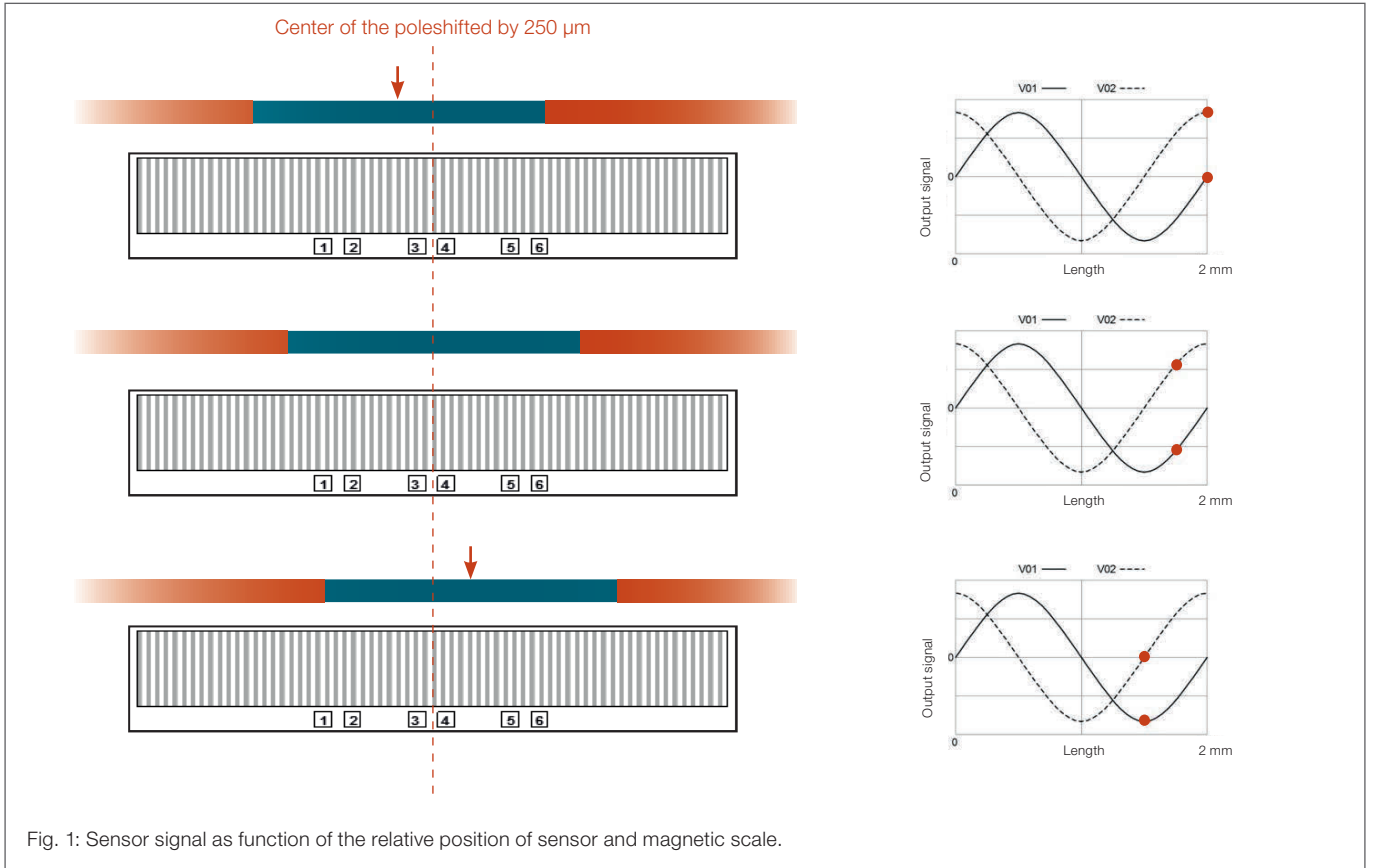 Center of the poleshifted by 250 µm
1 2 3 4 5 6
V01 V02
Output signal
0
0
Length
2 mm
1 2 3 4 5 6
V01 V02
Output signal
0
0
Length
2 mm
1 2 3 4 5 6
V01 V02
Output signal
0
0
Length
2 mm
Fig. 1: Sensor signal as function of the relative position of sensor and magnetic scale.